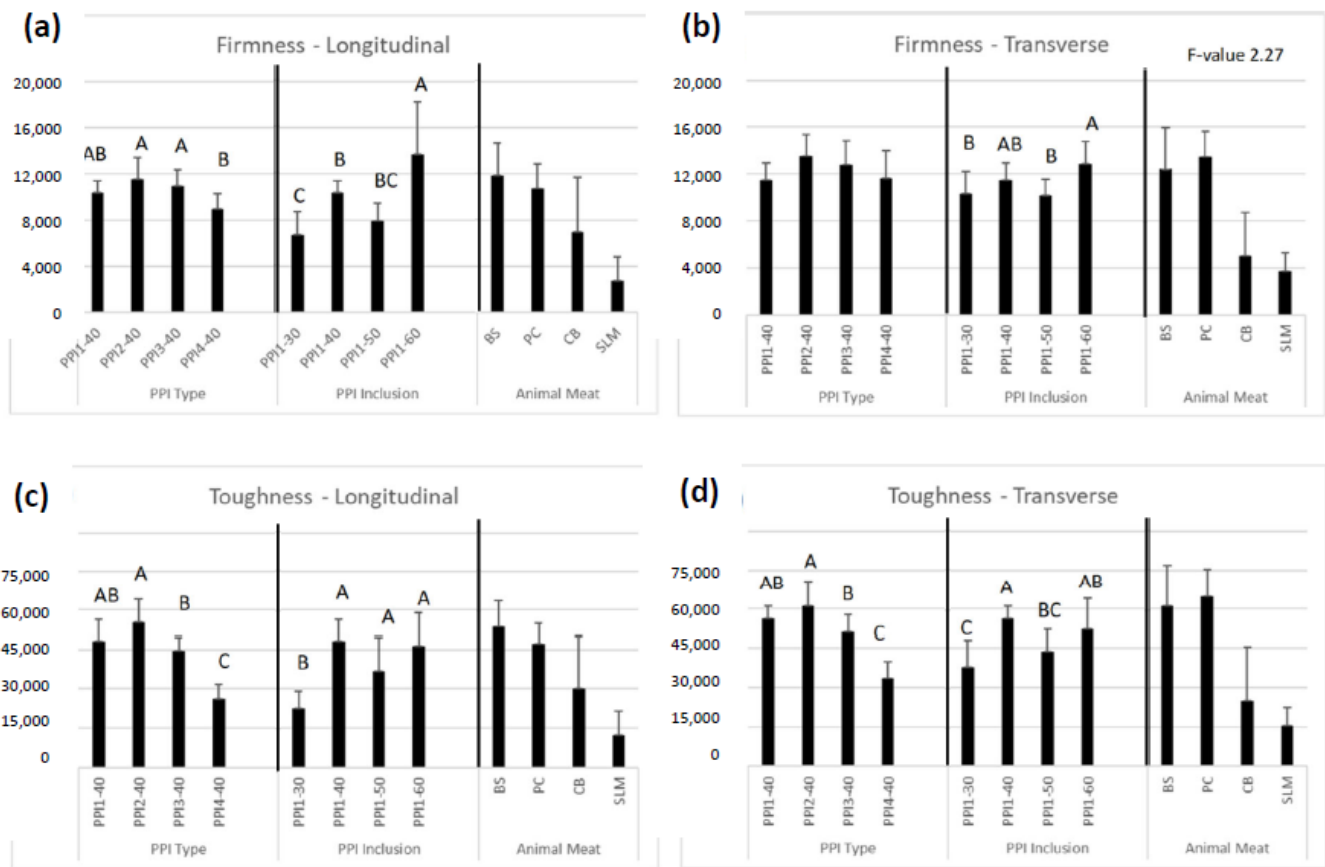 (a)
Firmness - Longitudinal
20,000
16,000
12,000
8,000
4,000
0
AB
A
A
B
C
B
BC
A
PPI1-40
PPI2-40
PPI3-40
PPI4-40
PPI1-30
PPI1-40
PPI1-50
PPI1-60
BS
PC
CB
SLM
PPI Type
PPI Inclusion
Animal Meat
(b)
Firmness - Transverse
F-value 2.27
20,000
16,000
12,000
8,000
4,000
0
B
AB
B
A
PPI1-40
PPI2-40
PPI3-40
PPI4-40
PPI1-30
PPI1-40
PPI1-50
PPI1-60
BS
PC
CB
SLM
PPI Type
PPI Inclusion
Animal Meat
(c)
Toughness - Longitudinal
75,000
60,000
45,000
30,000
15,000
0
AB
A
B
C
B
A
A
A
PPI1-40
PPI2-40
PPI3-40
PPI4-40
PPI1-30
PPI1-40
PPI1-50
PPI1-60
BS
PC
CB
SLM
PPI Type
PPI Inclusion
Animal Meat
(d)
Toughness - Transverse
75,000
60,000
45,000
30,000
15,000
0
AB
A
B
C
C
A
BC
AB
PPI1-40
PPI2-40
PPI3-40
PPI4-40
PPI1-30
PPI1-40
PPI1-50
PPI1-60
BS
PC
CB
SLM
PPI Type
PPI Inclusion
Animal Meat